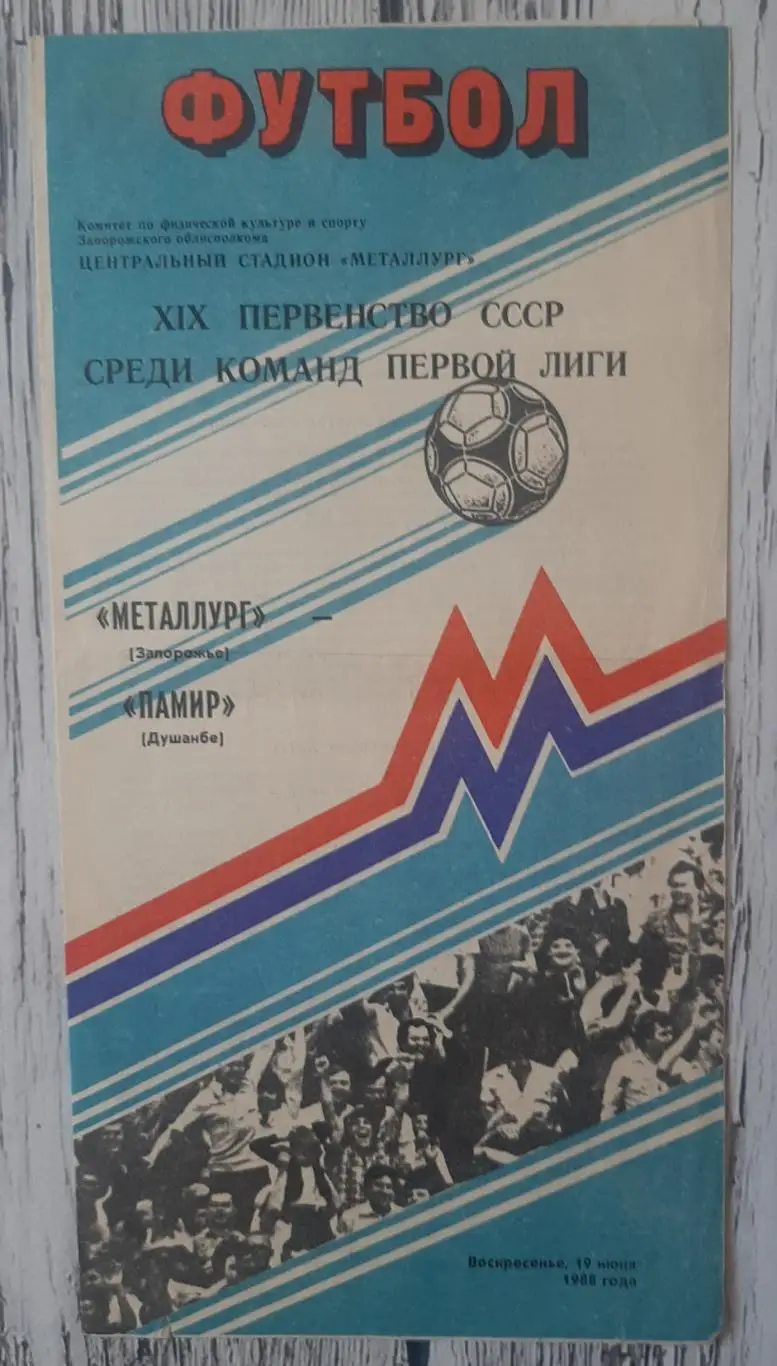 ФУТБОЛ
Комитет по физической культуре и спорту
Запорожского облисполкома
ЦЕНТРАЛЬНЫЙ СТАДИОН «МЕТАЛЛУРГ»
XIX ПЕРВЕНСТВО СССР
СРЕДИ КОМАНД ПЕРВОЙ ЛИГИ
«МЕТАЛЛУРГ» —
(Запорожье)
«ПАМИР»
(Душанбе)
Воскресенье, 19 июня
1988 года